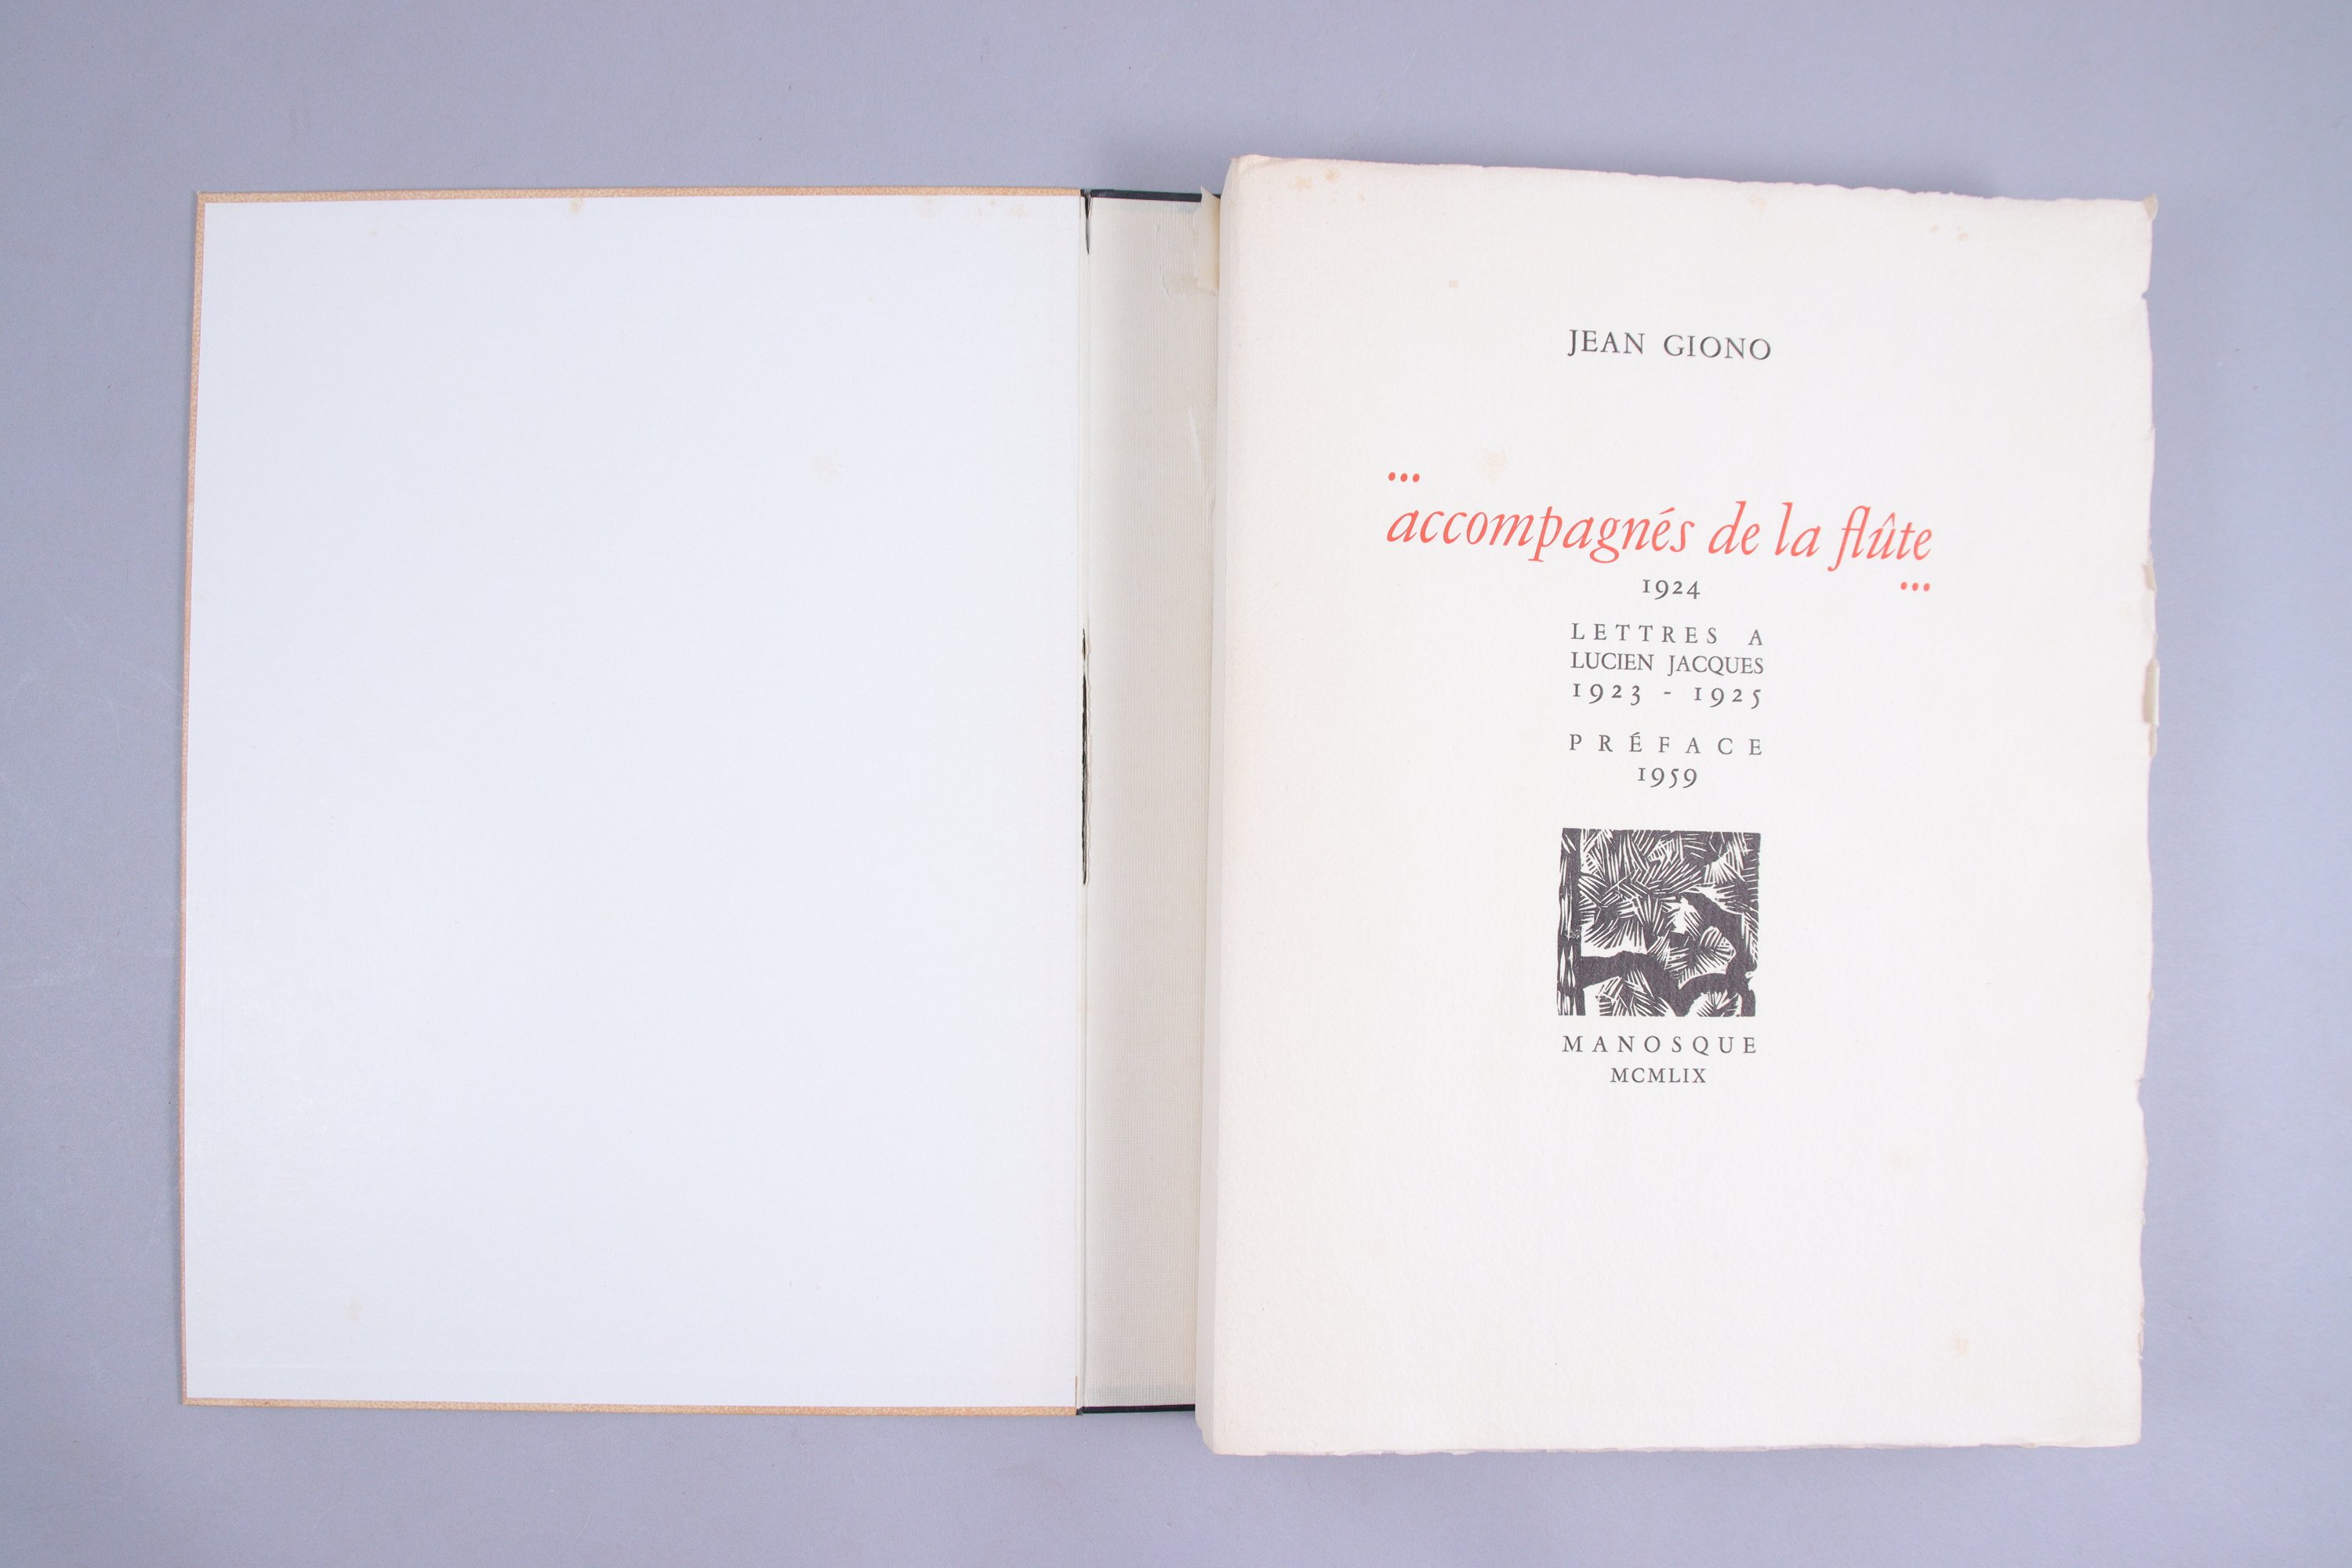 JEAN GIONO
...
accompagnés de la flûte
...
1924
LETTRES A
LUCIEN JACQUES
1923 - 1925
PRÉFACE
1959
MANOSQUE
MCMLIX